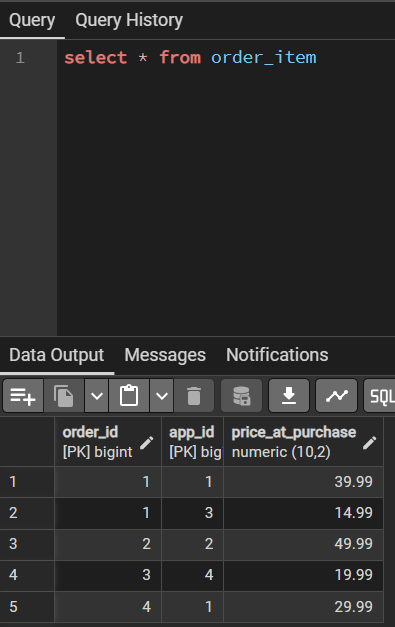 Query Query History
1 select * from order_item
Data Output Messages Notifications
SQL
order_id app_id price_at_purchase
[PK] bigint [PK] big numeric (10,2)
1 1 1 39.99
2 1 3 14.99
3 2 2 49.99
4 3 4 19.99
5 4 1 29.99